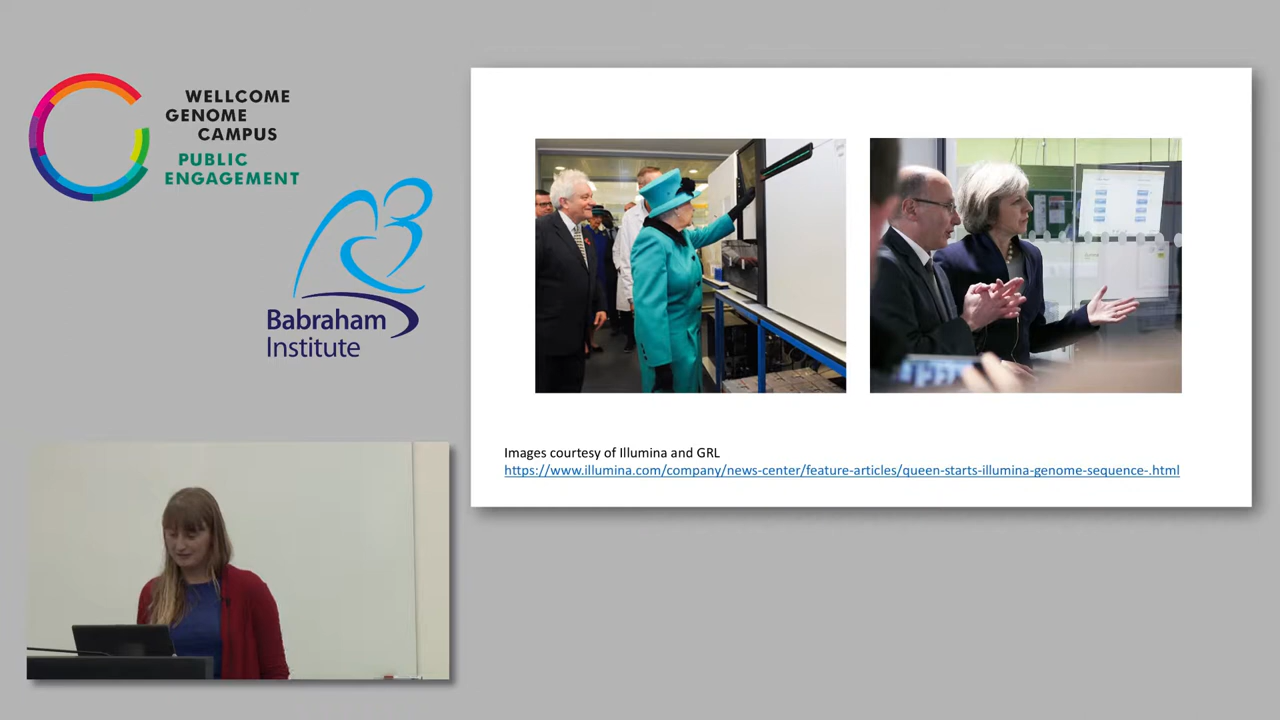 WELLCOME
GENOME
CAMPUS
PUBLIC
ENGAGEMENT
Babraham
Institute
Images courtesy of Illumina and GRL
https://www.illumina.com/company/news-center/feature-articles/queen-starts-illumina-genome-sequence-.html